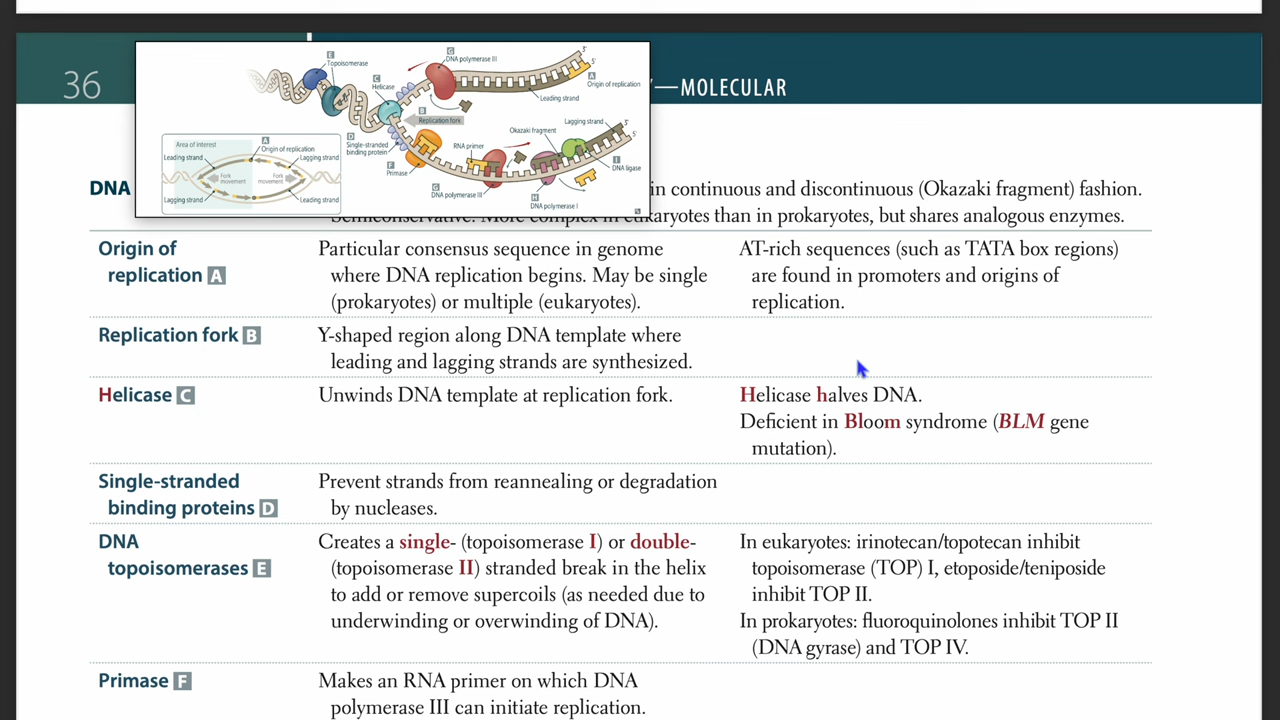 36
Y—MOLECULAR
E
Topoisomerase
G
DNA polymerase III
3'
5'
C
Helicase
A
Origin of replication
Leading strand
B
Replication fork
Lagging strand
3'
5'
Okazaki fragment
D
Single-stranded
binding protein
RNA primer
F
Primase
I
DNA ligase
G
DNA polymerase III
H
DNA polymerase I
Area of interest
A
Origin of replication
Leading strand
Lagging strand
Fork
movement
Fork
movement
Lagging strand
Leading strand
DNA
in continuous and discontinuous (Okazaki fragment) fashion.
Semiconservative. More complex in eukaryotes than in prokaryotes, but shares analogous enzymes.
Origin of
replication A
Particular consensus sequence in genome
where DNA replication begins. May be single
(prokaryotes) or multiple (eukaryotes).
AT-rich sequences (such as TATA box regions)
are found in promoters and origins of
replication.
Replication fork B
Y-shaped region along DNA template where
leading and lagging strands are synthesized.
Helicase C
Unwinds DNA template at replication fork.
Helicase halves DNA.
Deficient in Bloom syndrome (BLM gene
mutation).
Single-stranded
binding proteins D
Prevent strands from reannealing or degradation
by nucleases.
DNA
topoisomerases E
Creates a single- (topoisomerase I) or double-
(topoisomerase II) stranded break in the helix
to add or remove supercoils (as needed due to
underwinding or overwinding of DNA).
In eukaryotes: irinotecan/topotecan inhibit
topoisomerase (TOP) I, etoposide/teniposide
inhibit TOP II.
In prokaryotes: fluoroquinolones inhibit TOP II
(DNA gyrase) and TOP IV.
Primase F
Makes an RNA primer on which DNA
polymerase III can initiate replication.